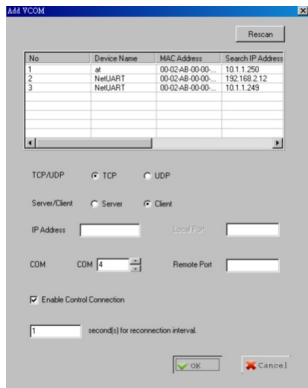 Add VCOM
Rescan
No Device Name MAC Address Search IP Address
1 at 00-02-AB-00-00-... 10.1.1.250
2 NetUART 00-02-AB-00-00-... 192.168.2.12
3 NetUART 00-02-AB-00-00-... 10.1.1.249
TCP/UDP TCP UDP
Server/Client Server Client
IP Address Local Port
COM COM 4 Remote Port
Enable Control Connection
1 second(s) for reconnection interval.
OK Cancel